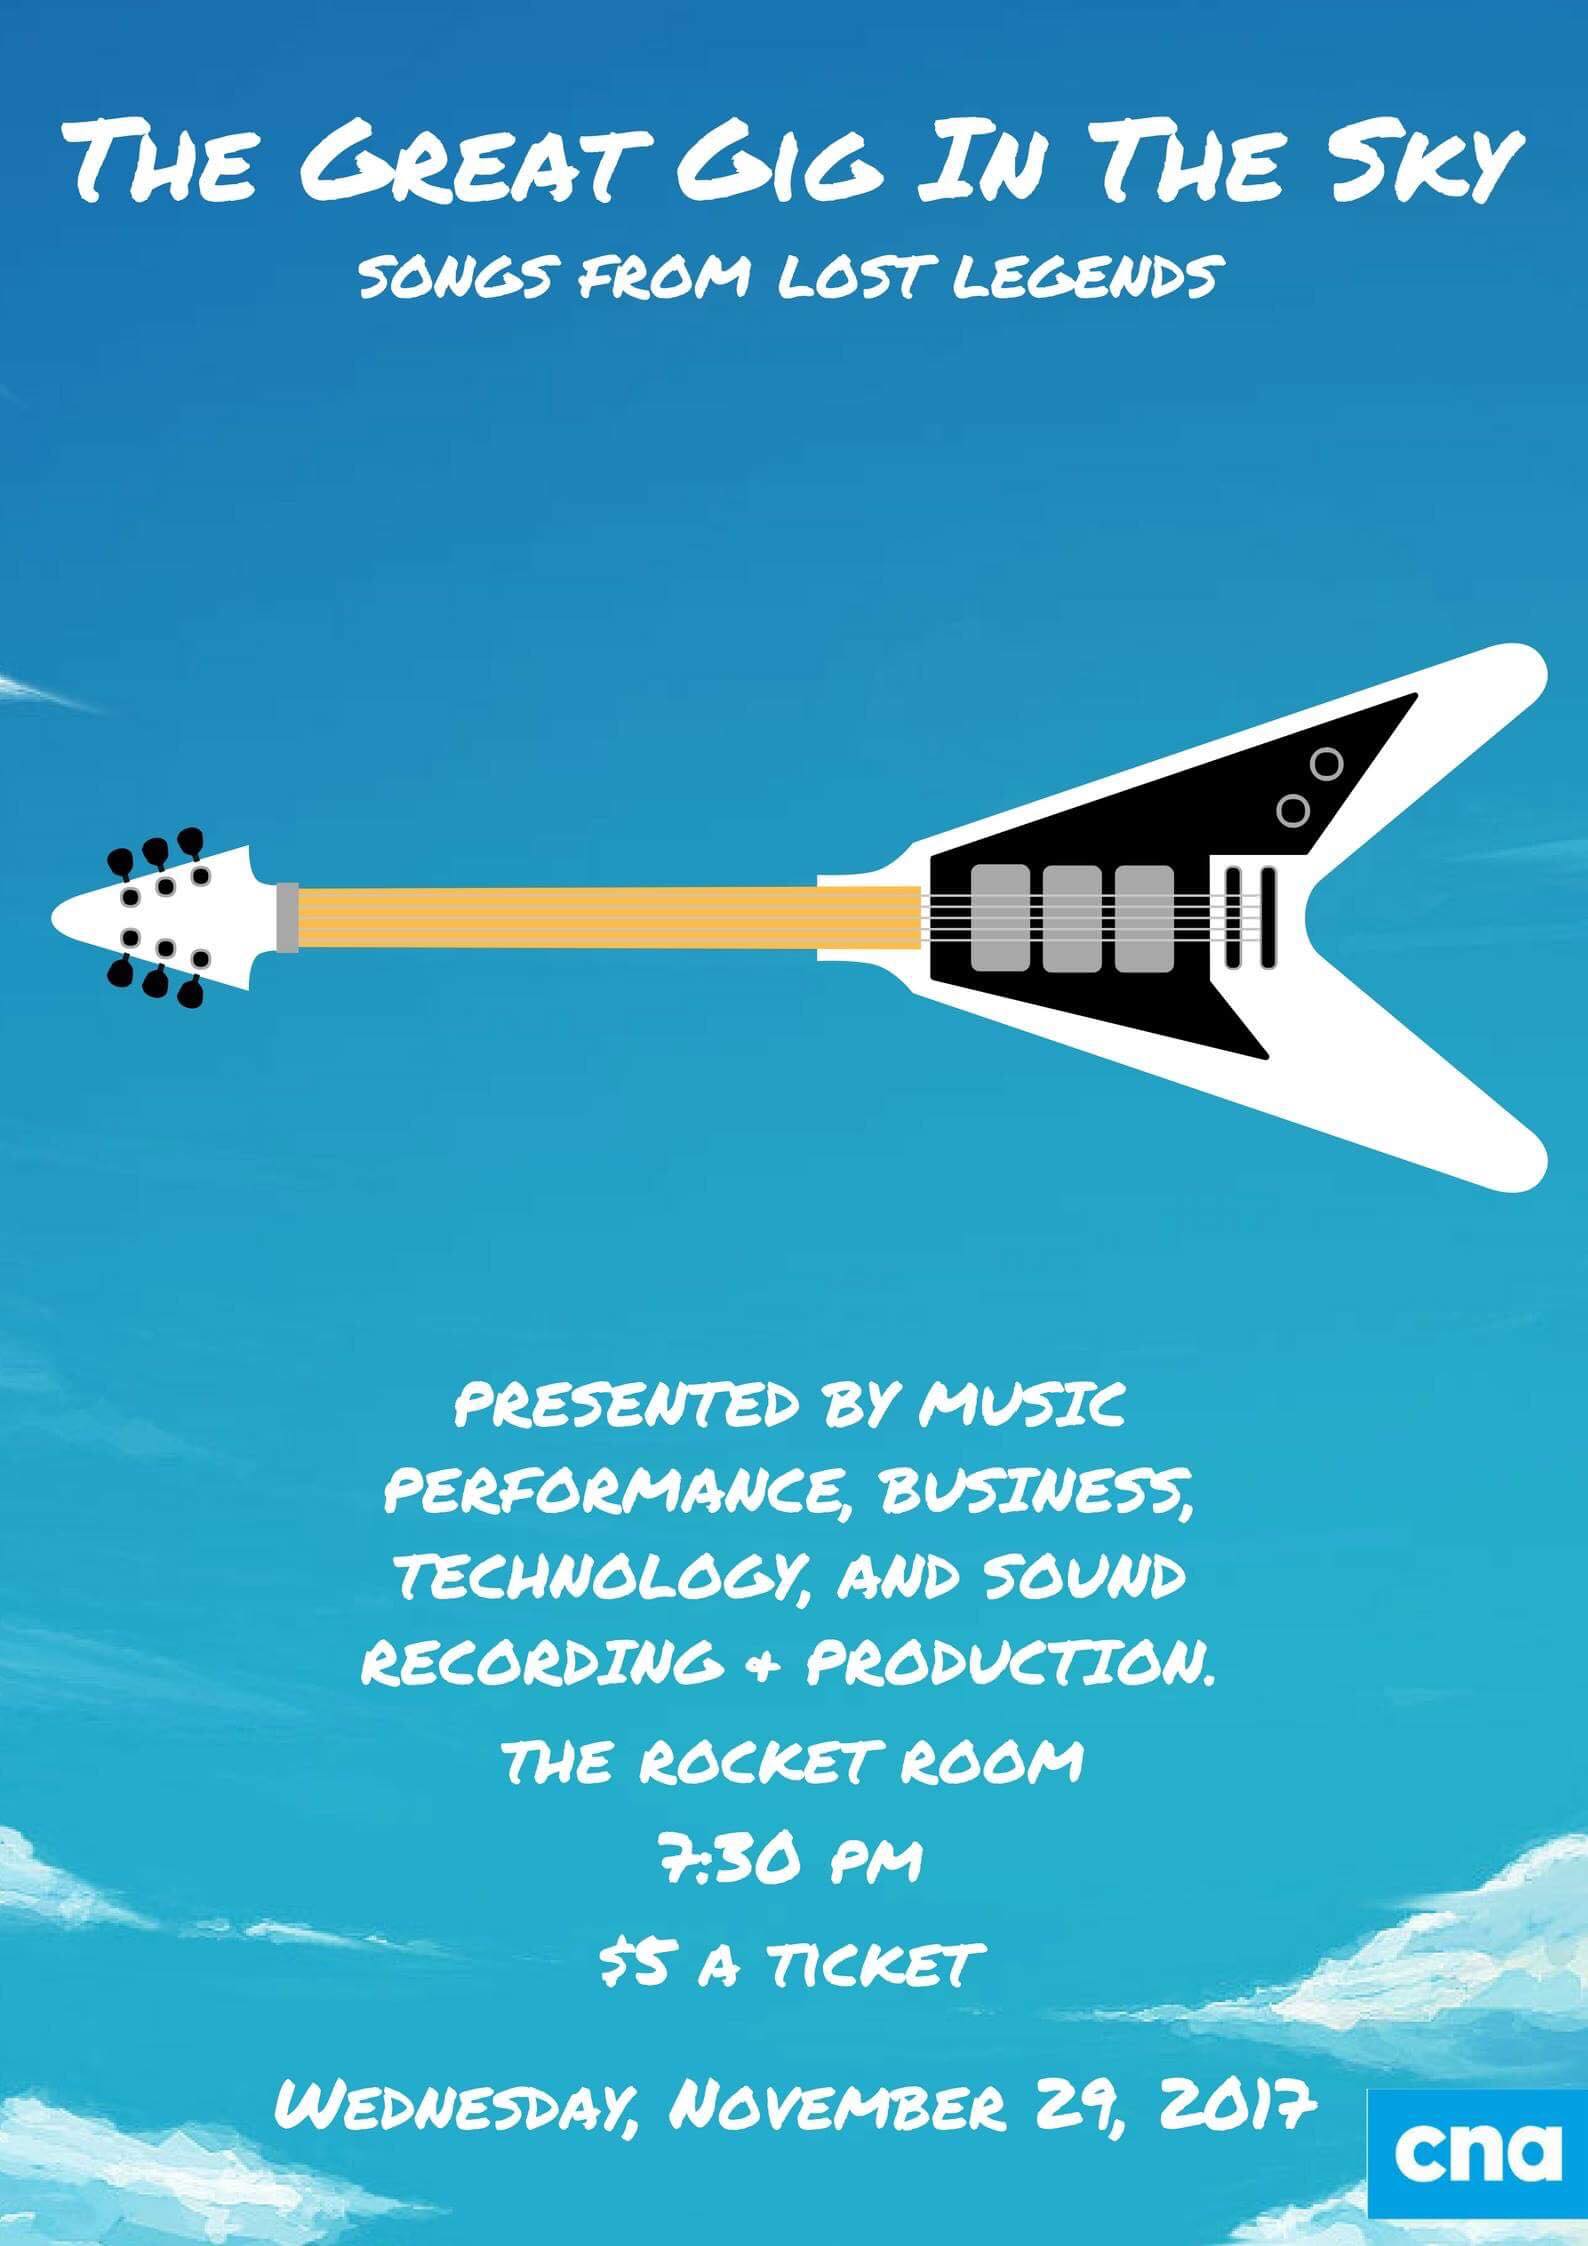 The Great Gig In The Sky
SONGS FROM LOST LEGENDS
PRESENTED BY MUSIC
PERFORMANCE, BUSINESS,
TECHNOLOGY, AND SOUND
RECORDING & PRODUCTION.
THE ROCKET ROOM
7:30 PM
$5 A TICKET
Wednesday, November 29, 2017
cna